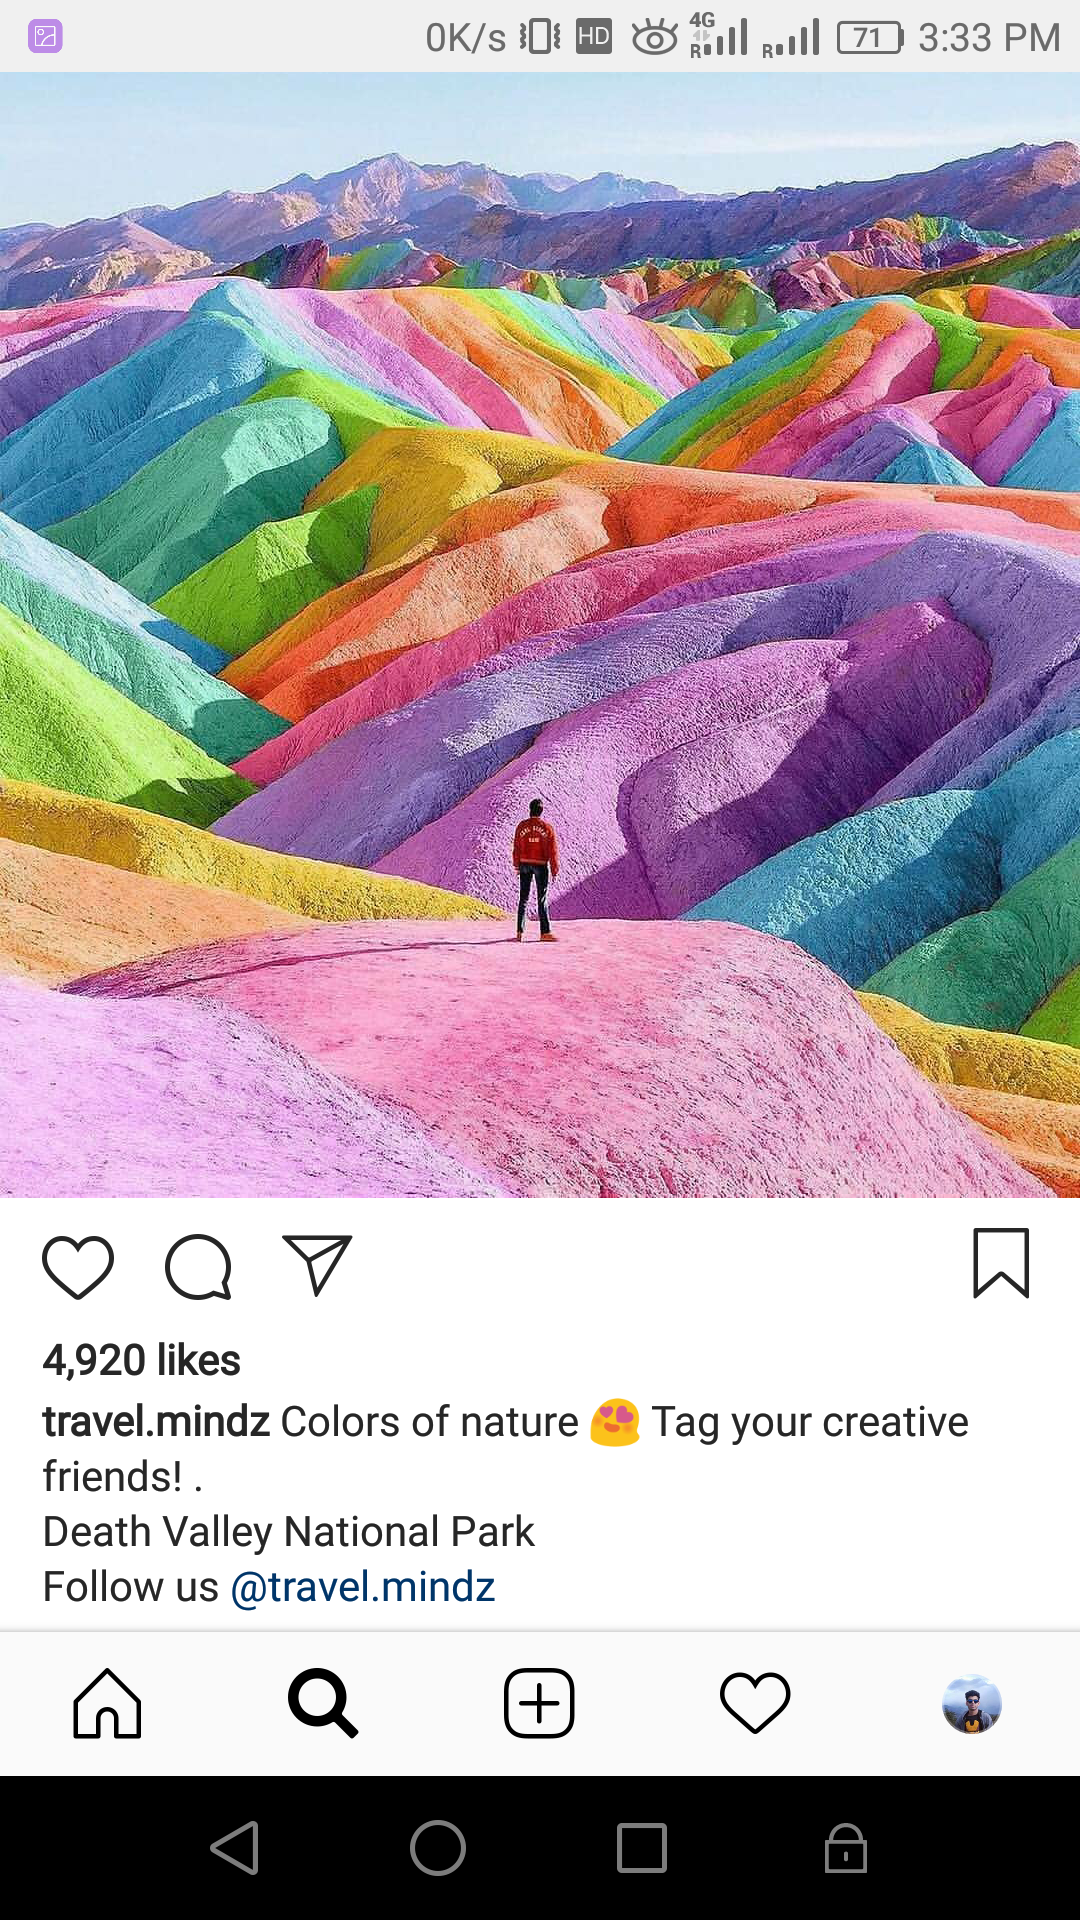 0K/s HD 4G R R 71 3:33 PM
4,920 likes
travel.mindz Colors of nature 😍 Tag your creative
friends! .
Death Valley National Park
Follow us @travel.mindz